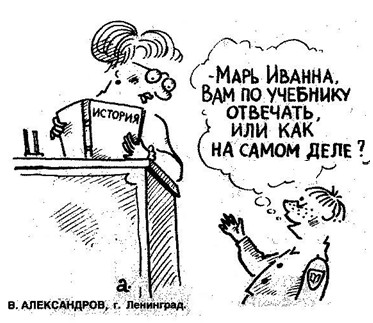 ИСТОРИЯ
-МАРЬ ИВАННА,
ВАМ ПО УЧЕБНИКУ
ОТВЕЧАТЬ,
ИЛИ КАК
НА САМОМ ДЕЛЕ?
а.
В. АЛЕКСАНДРОВ, г. Ленинград.